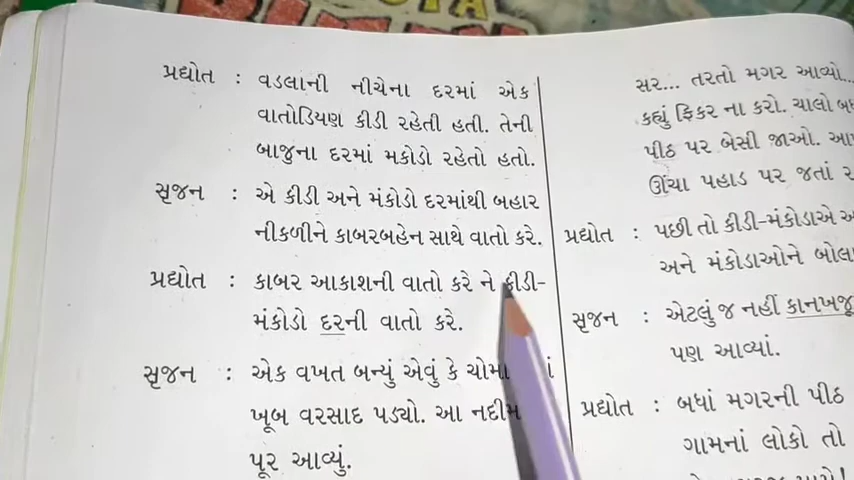 પ્રદ્યોત : વડલાની નીચેના દરમાં એક
વાતોડિયણ કીડી રહેતી હતી. તેની
બાજુના દરમાં મકોડો રહેતો હતો.
સૃજન : એ કીડી અને મંકોડો દરમાંથી બહાર
નીકળીને કાબરબહેન સાથે વાતો કરે.
પ્રદ્યોત : કાબર આકાશની વાતો કરે ને કીડી-
મંકોડો દરની વાતો કરે.
સૃજન : એક વખત બન્યું એવું કે
ખૂબ વરસાદ પડ્યો. આ
પૂર આવ્યું.
સર... તરતો મગર આવ્યો...
કહ્યું ફિકર ના કરો. ચાલો
પીઠ પર બેસી જાઓ.
ઊંચા પહાડ પર જતાં
પ્રદ્યોત : પછી તો કીડી-મંકોડાએ
અને મંકોડાઓને
સૃજન : એટલું જ નહીં કાનખજૂ
પણ આવ્યાં.
પ્રદ્યોત : બધાં મગરની પીઠ
ગામનાં લોકો તો